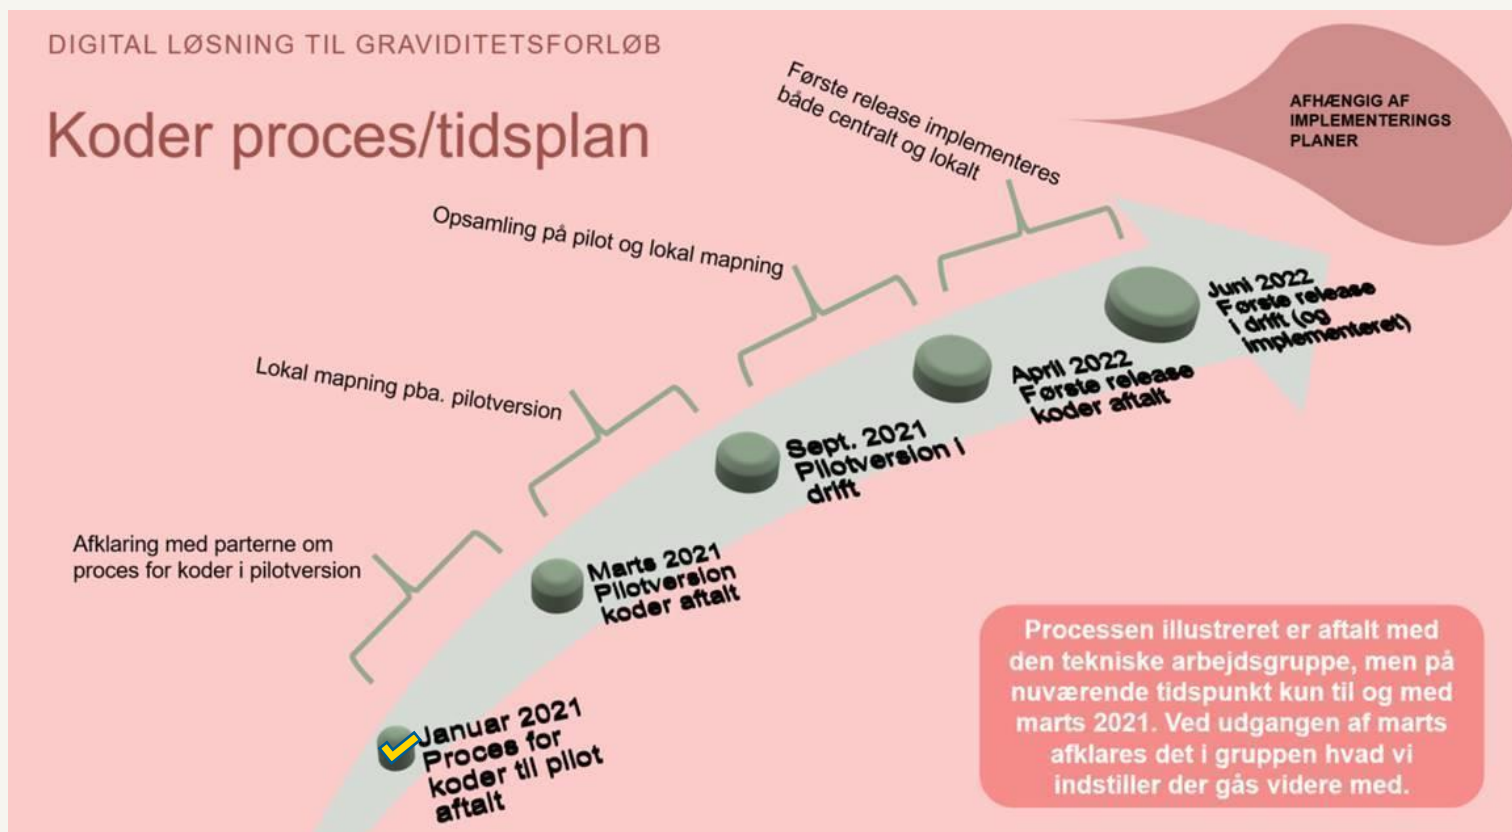 DIGITAL LØSNING TIL GRAVIDITETSFORLØB
Koder proces/tidsplan
AFHÆNGIG AF
IMPLEMENTERINGS
PLANER
Første release implementeres
både centralt og lokalt
Opsamling på pilot og lokal mapning
Lokal mapning pba. pilotversion
Afklaring med parterne om
proces for koder i pilotversion
Juni 2022
Første release
i drift (og
implementeret)
April 2022
Første release
koder aftalt
Sept. 2021
Pilotversion i
drift
Marts 2021
Pilotversion
koder aftalt
Januar 2021
Proces for
koder til pilot
aftalt
Processen illustreret er aftalt med
den tekniske arbejdsgruppe, men på
nuværende tidspunkt kun til og med
marts 2021. Ved udgangen af marts
afklares det i gruppen hvad vi
indstiller der gås videre med.